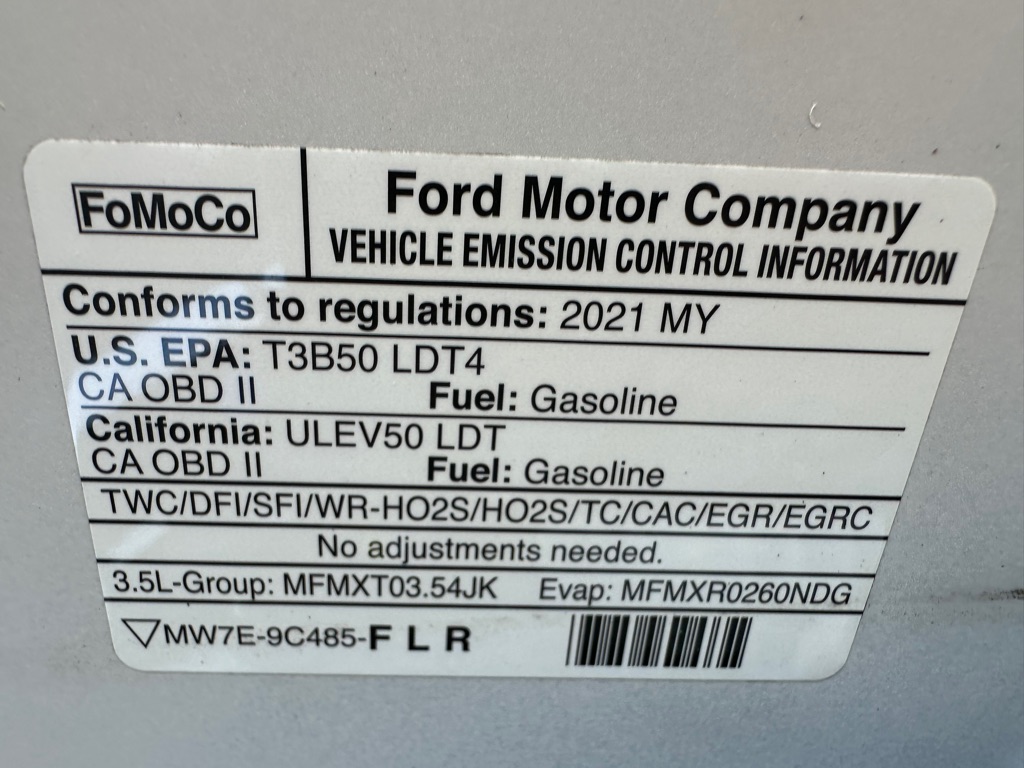 FoMoCo
Ford Motor Company
VEHICLE EMISSION CONTROL INFORMATION
Conforms to regulations: 2021 MY
U.S. EPA: T3B50 LDT4
CA OBD II Fuel: Gasoline
California: ULEV50 LDT
CA OBD II Fuel: Gasoline
TWC/DFI/SFI/WR-HO2S/HO2S/TC/CAC/EGR/EGRC
No adjustments needed.
3.5L-Group: MFMXT03.54JK Evap: MFMXR0260NDG
MW7E-9C485-F L R